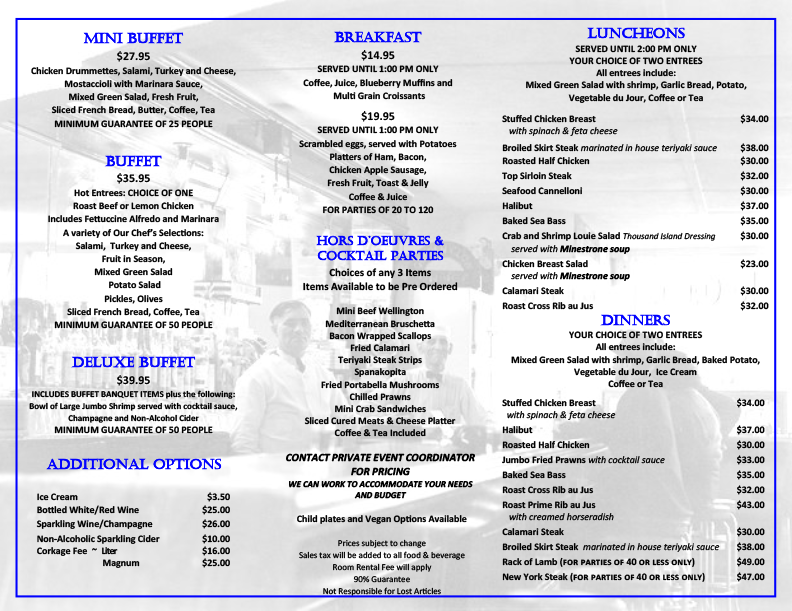 MINI BUFFET
$27.95
Chicken Drummettes, Salami, Turkey and Cheese,
Mostaccioli with Marinara Sauce,
Mixed Green Salad, Fresh Fruit,
Sliced French Bread, Butter, Coffee, Tea
MINIMUM GUARANTEE OF 25 PEOPLE
BUFFET
$35.95
Hot Entrees: CHOICE OF ONE
Roast Beef or Lemon Chicken
Includes Fettuccine Alfredo and Marinara
A variety of Our Chef's Selections:
Salami, Turkey and Cheese,
Fruit in Season,
Mixed Green Salad
Potato Salad
Pickles, Olives
Sliced French Bread, Coffee, Tea
MINIMUM GUARANTEE OF 50 PEOPLE
DELUXE BUFFET
$39.95
INCLUDES BUFFET BANQUET ITEMS plus the following:
Bowl of Large Jumbo Shrimp served with cocktail sauce,
Champagne and Non-Alcohol Cider
MINIMUM GUARANTEE OF 50 PEOPLE
ADDITIONAL OPTIONS
Ice Cream $3.50
Bottled White/Red Wine $25.00
Sparkling Wine/Champagne $26.00
Non-Alcoholic Sparkling Cider $10.00
Corkage Fee ~ Liter $16.00
Magnum $25.00
BREAKFAST
$14.95
SERVED UNTIL 1:00 PM ONLY
Coffee, Juice, Blueberry Muffins and
Multi Grain Croissants
$19.95
SERVED UNTIL 1:00 PM ONLY
Scrambled eggs, served with Potatoes
Platters of Ham, Bacon,
Chicken Apple Sausage,
Fresh Fruit, Toast & Jelly
Coffee & Juice
FOR PARTIES OF 20 TO 120
HORS D'OEUVRES &
COCKTAIL PARTIES
Choices of any 3 Items
Items Available to be Pre Ordered
Mini Beef Wellington
Mediterranean Bruschetta
Bacon Wrapped Scallops
Fried Calamari
Teriyaki Steak Strips
Spanakopita
Fried Portabella Mushrooms
Chilled Prawns
Mini Crab Sandwiches
Sliced Cured Meats & Cheese Platter
Coffee & Tea Included
CONTACT PRIVATE EVENT COORDINATOR
FOR PRICING
WE CAN WORK TO ACCOMMODATE YOUR NEEDS
AND BUDGET
Child plates and Vegan Options Available
Prices subject to change
Sales tax will be added to all food & beverage
Room Rental Fee will apply
90% Guarantee
Not Responsible for Lost Articles
LUNCHEONS
SERVED UNTIL 2:00 PM ONLY
YOUR CHOICE OF TWO ENTREES
All entrees include:
Mixed Green Salad with shrimp, Garlic Bread, Potato,
Vegetable du Jour, Coffee or Tea
Stuffed Chicken Breast $34.00
with spinach & feta cheese
Broiled Skirt Steak marinated in house teriyaki sauce $38.00
Roasted Half Chicken $30.00
Top Sirloin Steak $32.00
Seafood Cannelloni $30.00
Halibut $37.00
Baked Sea Bass $35.00
Crab and Shrimp Louie Salad Thousand Island Dressing $30.00
served with Minestrone soup
Chicken Breast Salad $23.00
served with Minestrone soup
Calamari Steak $30.00
Roast Cross Rib au Jus $32.00
DINNERS
YOUR CHOICE OF TWO ENTREES
All entrees include:
Mixed Green Salad with shrimp, Garlic Bread, Baked Potato,
Vegetable du Jour, Ice Cream
Coffee or Tea
Stuffed Chicken Breast $34.00
with spinach & feta cheese
Halibut $37.00
Roasted Half Chicken $30.00
Jumbo Fried Prawns with cocktail sauce $33.00
Baked Sea Bass $35.00
Roast Cross Rib au Jus $32.00
Roast Prime Rib au Jus $43.00
with creamed horseradish
Calamari Steak $30.00
Broiled Skirt Steak marinated in house teriyaki sauce $38.00
Rack of Lamb (FOR PARTIES OF 40 OR LESS ONLY) $49.00
New York Steak (FOR PARTIES OF 40 OR LESS ONLY) $47.00